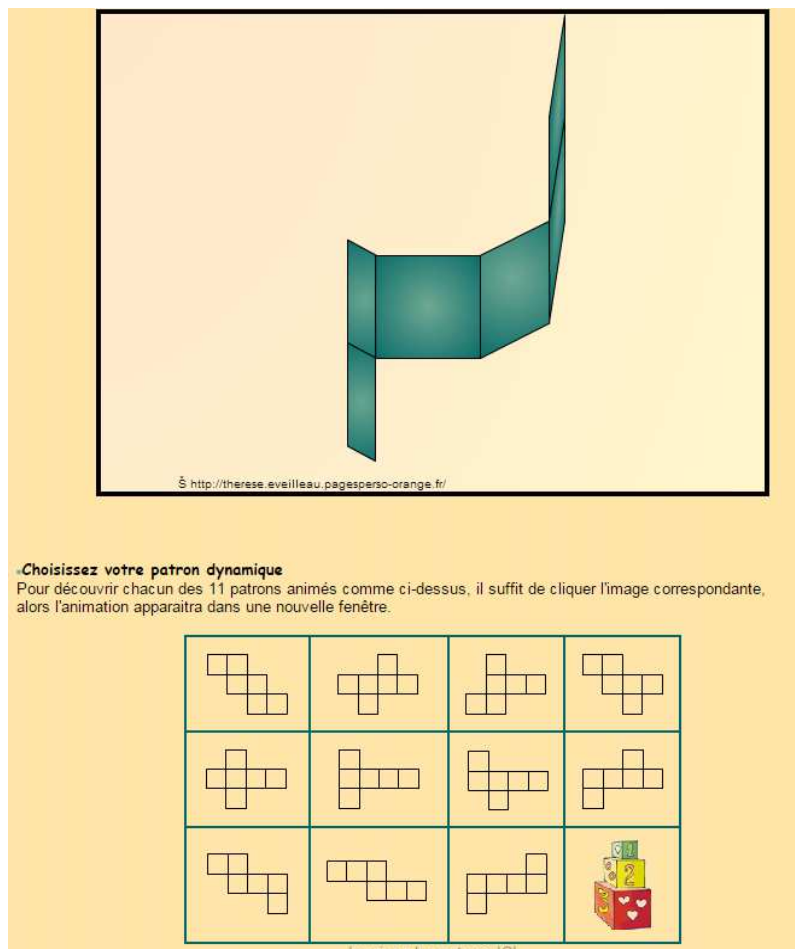 Š http://therese.eveilleau.pagesperso-orange.fr/
Choisissez votre patron dynamique
Pour découvrir chacun des 11 patrons animés comme ci-dessus, il suffit de cliquer l'image correspondante,
alors l'animation apparaitra dans une nouvelle fenêtre.
2